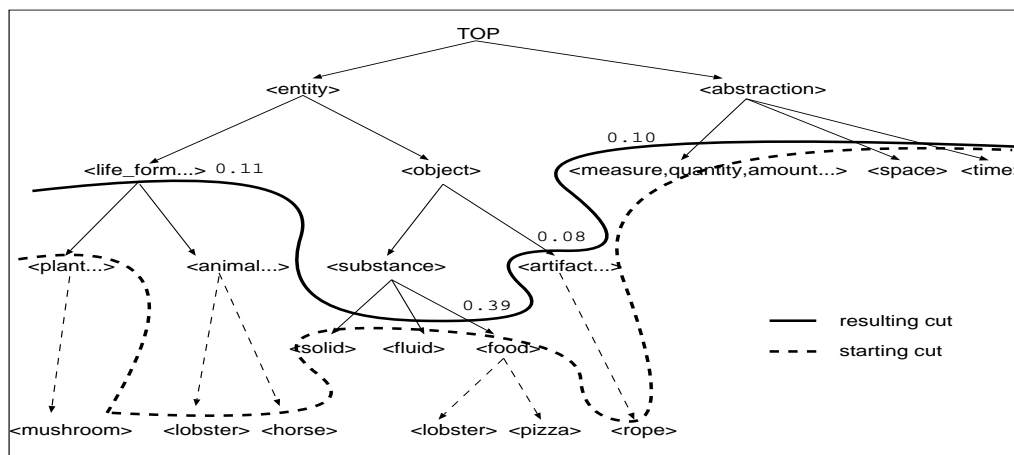 TOP
<entity> <abstraction>
0.10
<life_form...> 0.11 <object> <measure,quantity,amount...> <space> <time>
0.08
<plant...> <animal...> <substance> <artifact...>
0.39
resulting cut
<solid> <fluid> <food>
starting cut
<mushroom> <lobster> <horse> <lobster> <pizza> <rope>